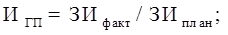 И ГП = ЗИ факт / ЗИ план ;